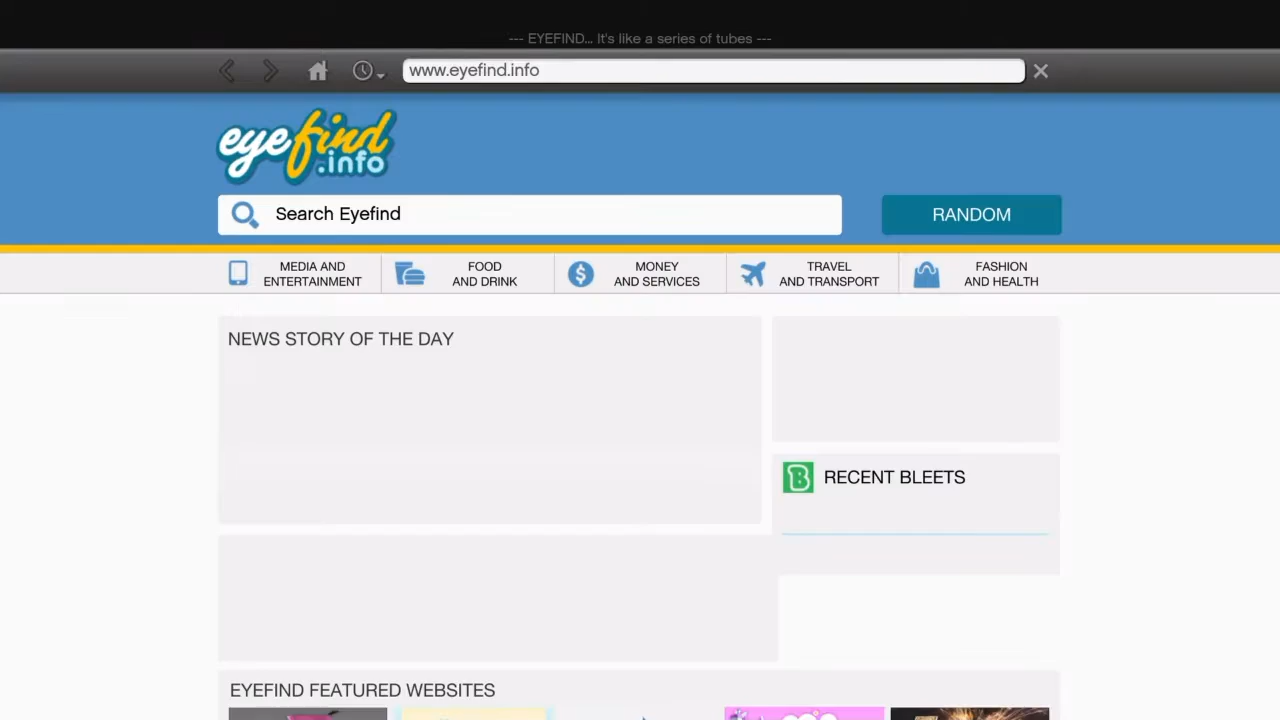 --- EYEFIND... It's like a series of tubes ---
www.eyefind.info
eyefind
.info
Search Eyefind
RANDOM
MEDIA AND
ENTERTAINMENT
FOOD
AND DRINK
MONEY
AND SERVICES
TRAVEL
AND TRANSPORT
FASHION
AND HEALTH
NEWS STORY OF THE DAY
B
RECENT BLEETS
EYEFIND FEATURED WEBSITES